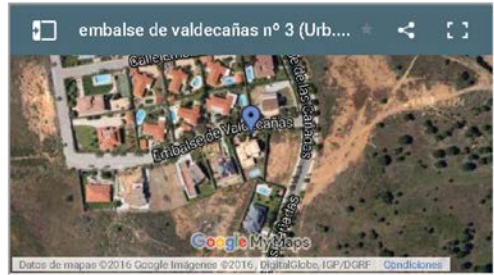 embalse de valdecañas nº 3 (Urb....
Embalse de Valdecañas
de las Cañadas
Google My Maps
Datos de mapas ©2016 Google Imágenes ©2016, DigitalGlobe, IGP/DGRF
Condiciones